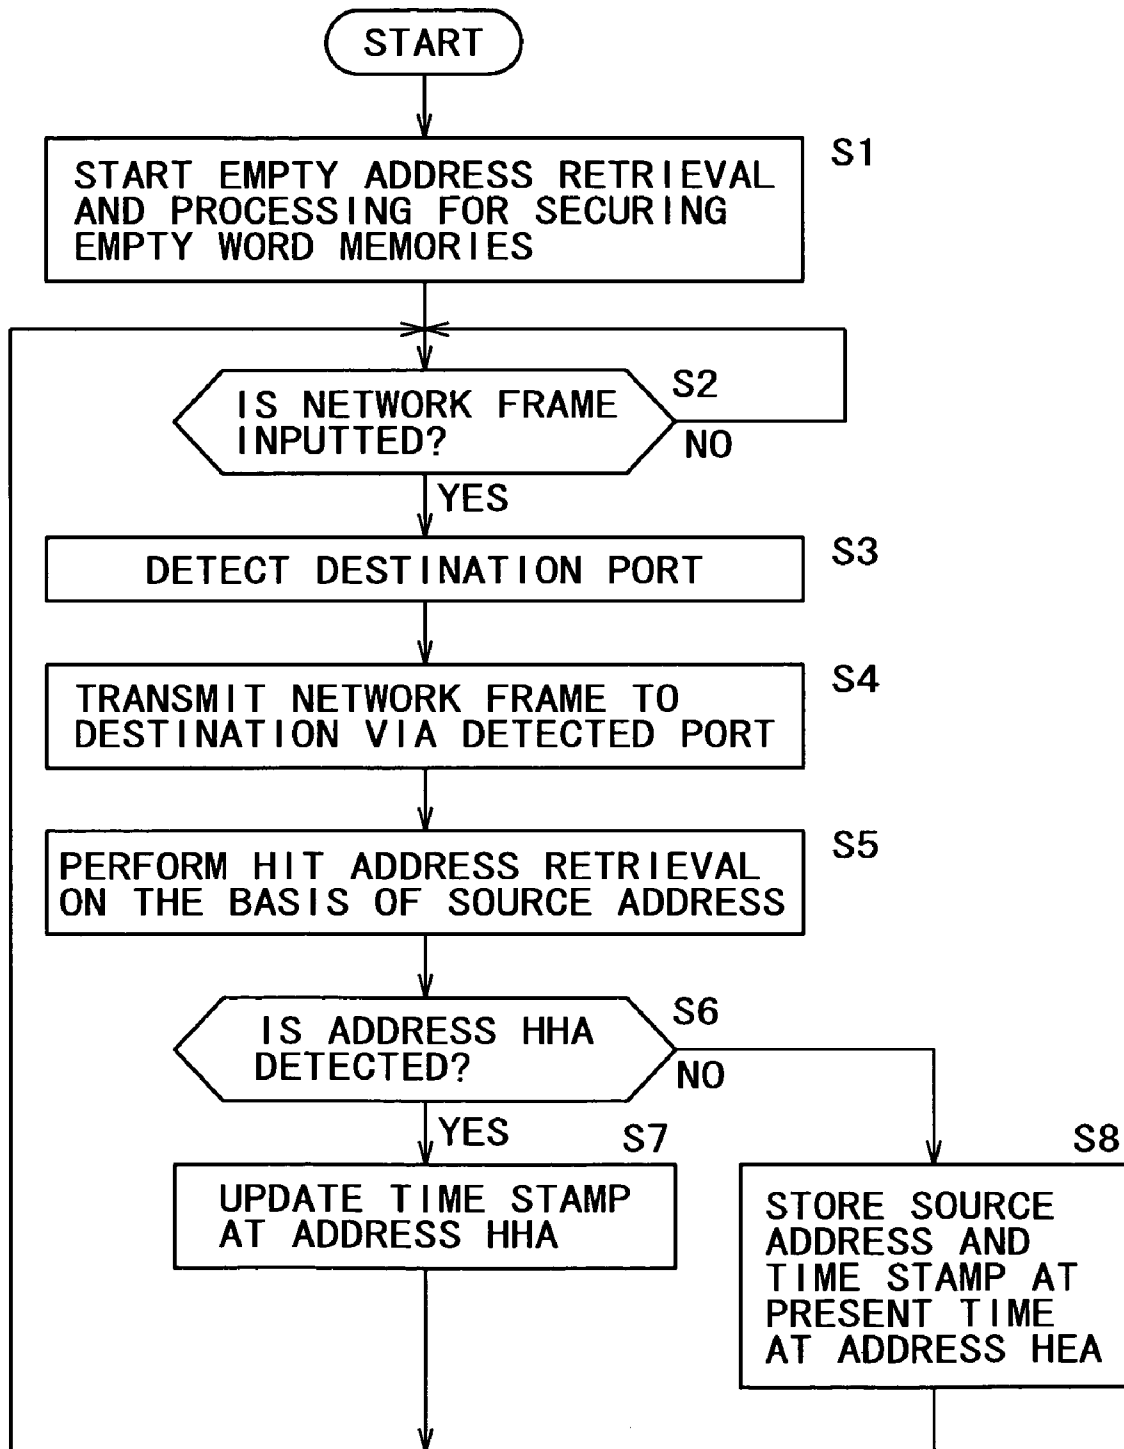 START
S1
START EMPTY ADDRESS RETRIEVAL
AND PROCESSING FOR SECURING
EMPTY WORD MEMORIES
S2
IS NETWORK FRAME
INPUTTED?
NO
YES
S3
DETECT DESTINATION PORT
S4
TRANSMIT NETWORK FRAME TO
DESTINATION VIA DETECTED PORT
S5
PERFORM HIT ADDRESS RETRIEVAL
ON THE BASIS OF SOURCE ADDRESS
S6
IS ADDRESS HHA
DETECTED?
NO
YES
S7
UPDATE TIME STAMP
AT ADDRESS HHA
S8
STORE SOURCE
ADDRESS AND
TIME STAMP AT
PRESENT TIME
AT ADDRESS HEA